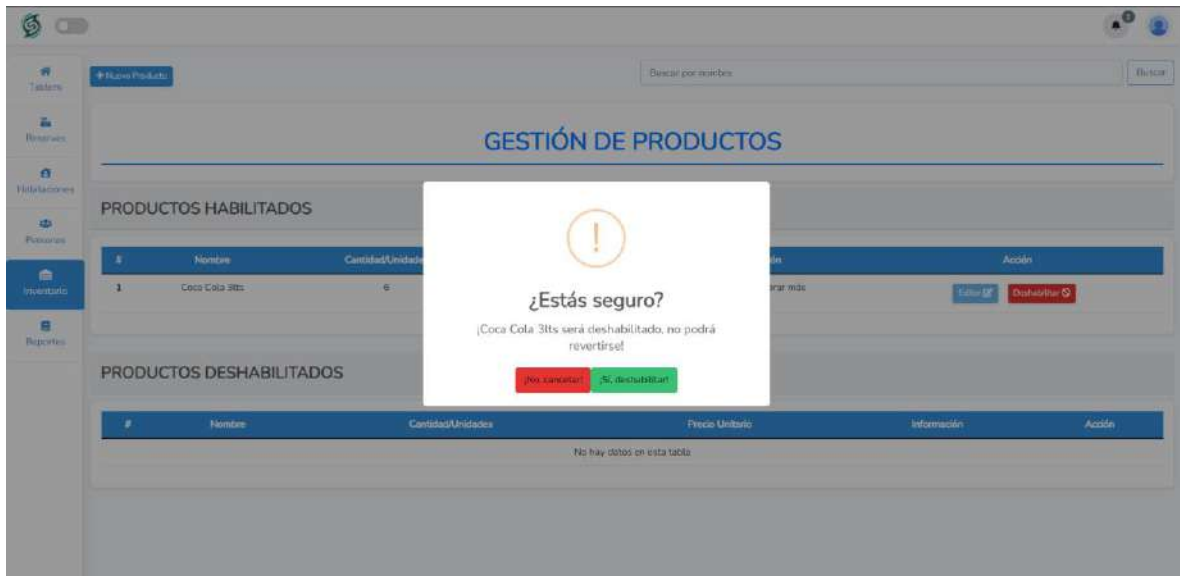 Tablero
Reservas
Habitaciones
Personas
Inventario
Reportes
+ Nuevo Producto
Buscar por nombre
Buscar
GESTIÓN DE PRODUCTOS
PRODUCTOS HABILITADOS
# Nombre Cantidad/Unidades Acción
1 Coca Cola 3lts 6 más Editar Deshabilitar
¿Estás seguro?
¡Coca Cola 3lts será deshabilitado, no podrá
revertirse!
¡No, cancelar! ¡Sí, deshabilitar!
PRODUCTOS DESHABILITADOS
# Nombre Cantidad/Unidades Precio Unitario Información Acción
No hay datos en esta tabla